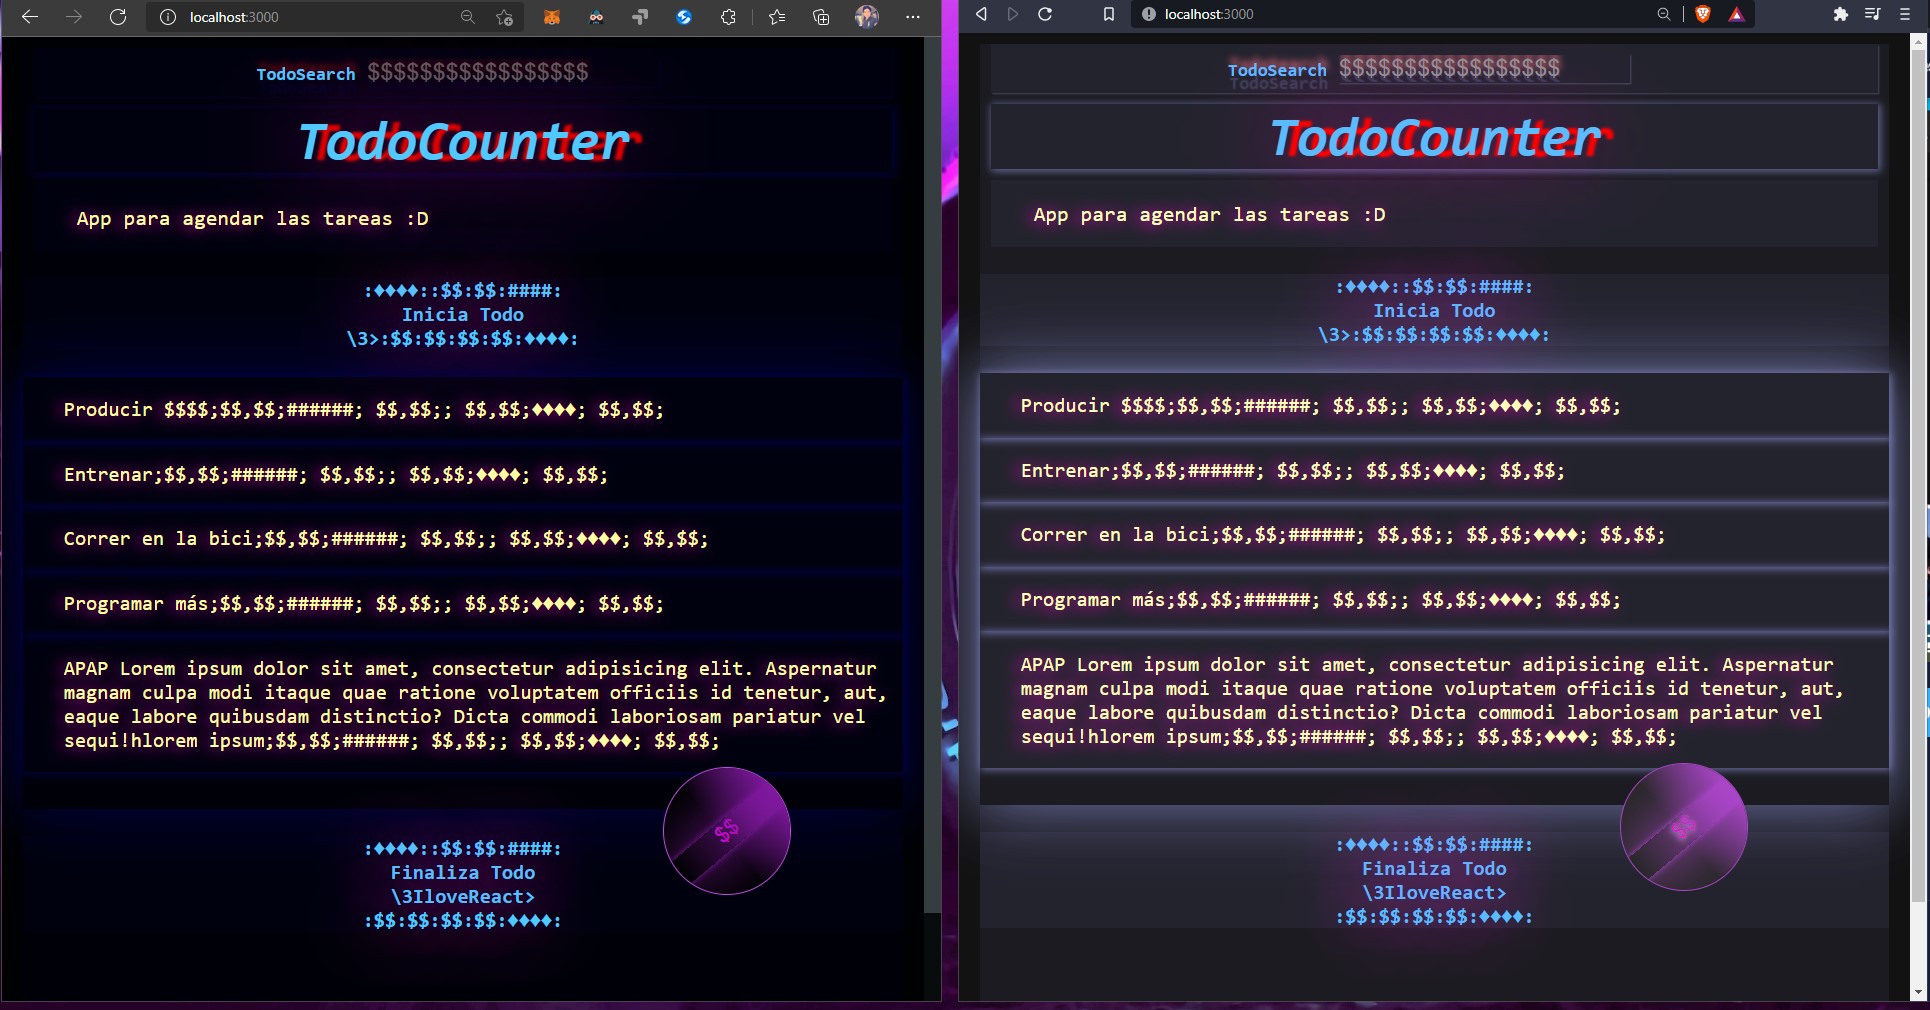 localhost:3000
TodoSearch $$$$$$$$$$$$$$$$$
TodoCounter
App para agendar las tareas :D
:♦♦♦♦::$$:$$:####:
Inicia Todo
\3>:$$:$$:$$:$$:♦♦♦♦:
Producir $$$$;$$,$$;######; $$,$$;; $$,$$;♦♦♦♦; $$,$$;
Entrenar;$$,$$;######; $$,$$;; $$,$$;♦♦♦♦; $$,$$;
Correr en la bici;$$,$$;######; $$,$$;; $$,$$;♦♦♦♦; $$,$$;
Programar más;$$,$$;######; $$,$$;; $$,$$;♦♦♦♦; $$,$$;
APAP Lorem ipsum dolor sit amet, consectetur adipisicing elit. Aspernatur
magnam culpa modi itaque quae ratione voluptatem officiis id tenetur, aut,
eaque labore quibusdam distinctio? Dicta commodi laboriosam pariatur vel
sequi!hlorem ipsum;$$,$$;######; $$,$$;; $$,$$;♦♦♦♦; $$,$$;
$$
:♦♦♦♦::$$:$$:####:
Finaliza Todo
\3IloveReact>
:$$:$$:$$:$$:♦♦♦♦:
localhost:3000
TodoSearch $$$$$$$$$$$$$$$$$
TodoSearch
TodoCounter
App para agendar las tareas :D
:♦♦♦♦::$$:$$:####:
Inicia Todo
\3>:$$:$$:$$:$$:♦♦♦♦:
Producir $$$$;$$,$$;######; $$,$$;; $$,$$;♦♦♦♦; $$,$$;
Entrenar;$$,$$;######; $$,$$;; $$,$$;♦♦♦♦; $$,$$;
Correr en la bici;$$,$$;######; $$,$$;; $$,$$;♦♦♦♦; $$,$$;
Programar más;$$,$$;######; $$,$$;; $$,$$;♦♦♦♦; $$,$$;
APAP Lorem ipsum dolor sit amet, consectetur adipisicing elit. Aspernatur
magnam culpa modi itaque quae ratione voluptatem officiis id tenetur, aut,
eaque labore quibusdam distinctio? Dicta commodi laboriosam pariatur vel
sequi!hlorem ipsum;$$,$$;######; $$,$$;; $$,$$;♦♦♦♦; $$,$$;
$$
:♦♦♦♦::$$:$$:####:
Finaliza Todo
\3IloveReact>
:$$:$$:$$:$$:♦♦♦♦: